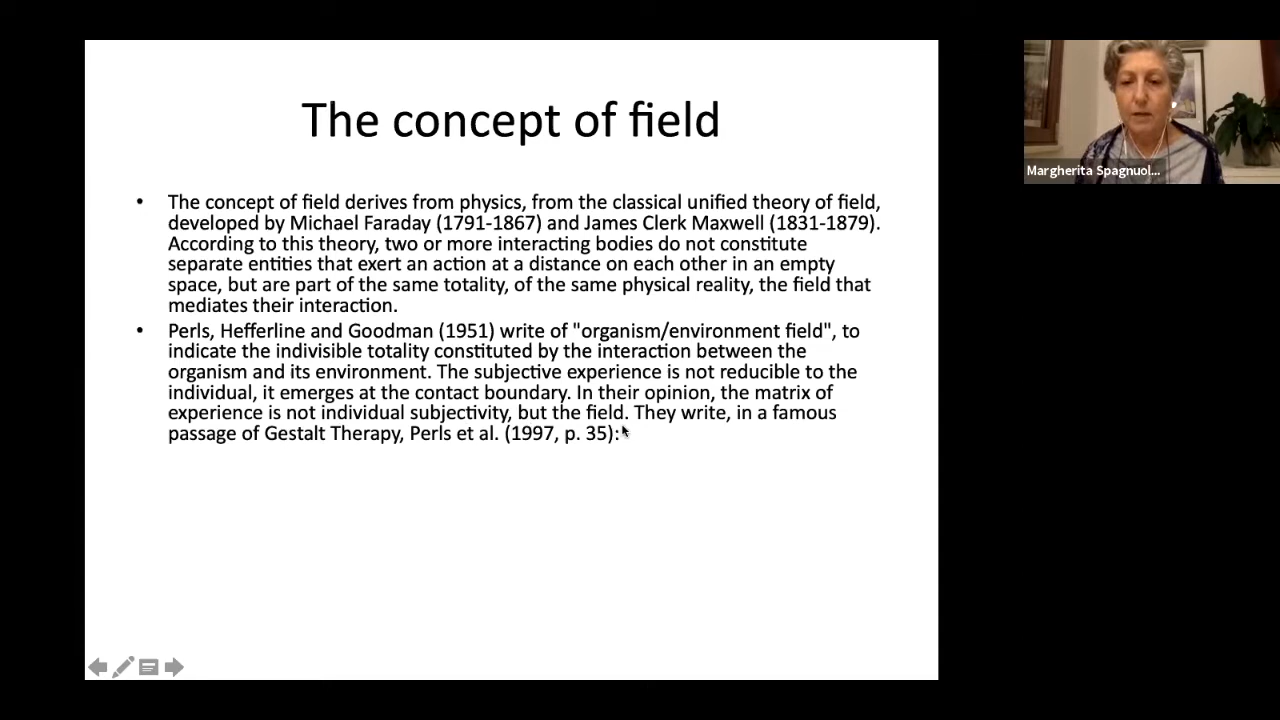 The concept of field
• The concept of field derives from physics, from the classical unified theory of field,
developed by Michael Faraday (1791-1867) and James Clerk Maxwell (1831-1879).
According to this theory, two or more interacting bodies do not constitute
separate entities that exert an action at a distance on each other in an empty
space, but are part of the same totality, of the same physical reality, the field that
mediates their interaction.
• Perls, Hefferline and Goodman (1951) write of "organism/environment field", to
indicate the indivisible totality constituted by the interaction between the
organism and its environment. The subjective experience is not reducible to the
individual, it emerges at the contact boundary. In their opinion, the matrix of
experience is not individual subjectivity, but the field. They write, in a famous
passage of Gestalt Therapy, Perls et al. (1997, p. 35):
Margherita Spagnuol...